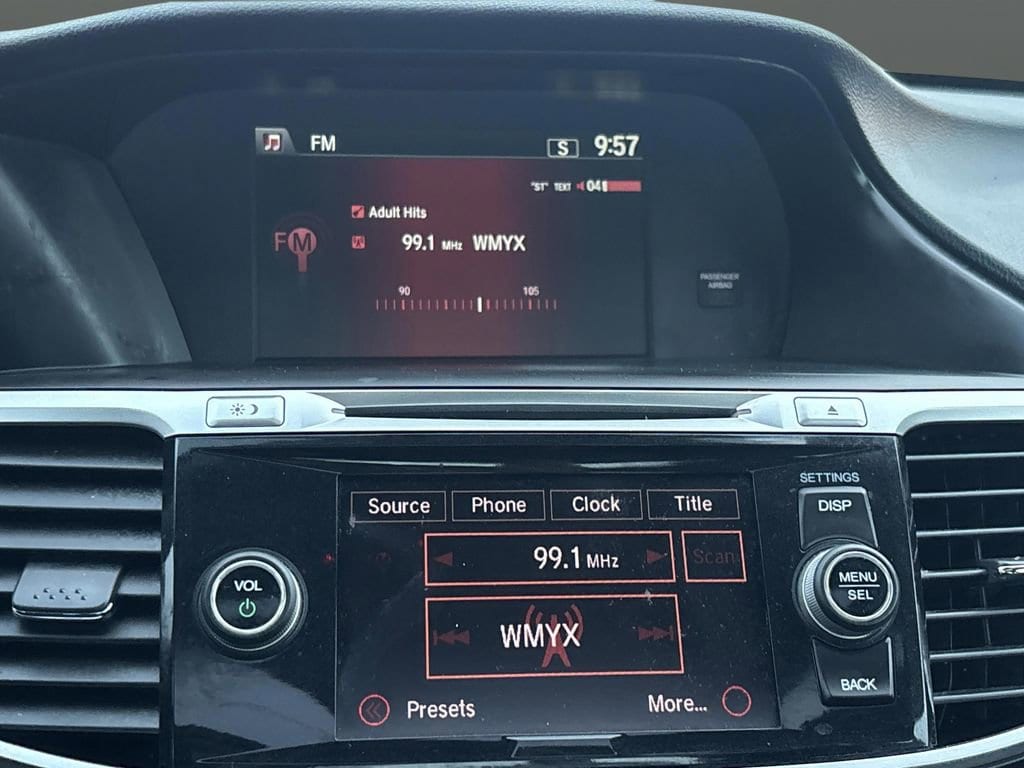 FM S 9:57
"ST" TEXT 04
Adult Hits
FM
99.1 MHz WMYX
90 105
PASSENGER
AIRBAG
SETTINGS
Source Phone Clock Title
DISP
99.1 MHz Scan
VOL
MENU
SEL
WMYX
BACK
Presets More...